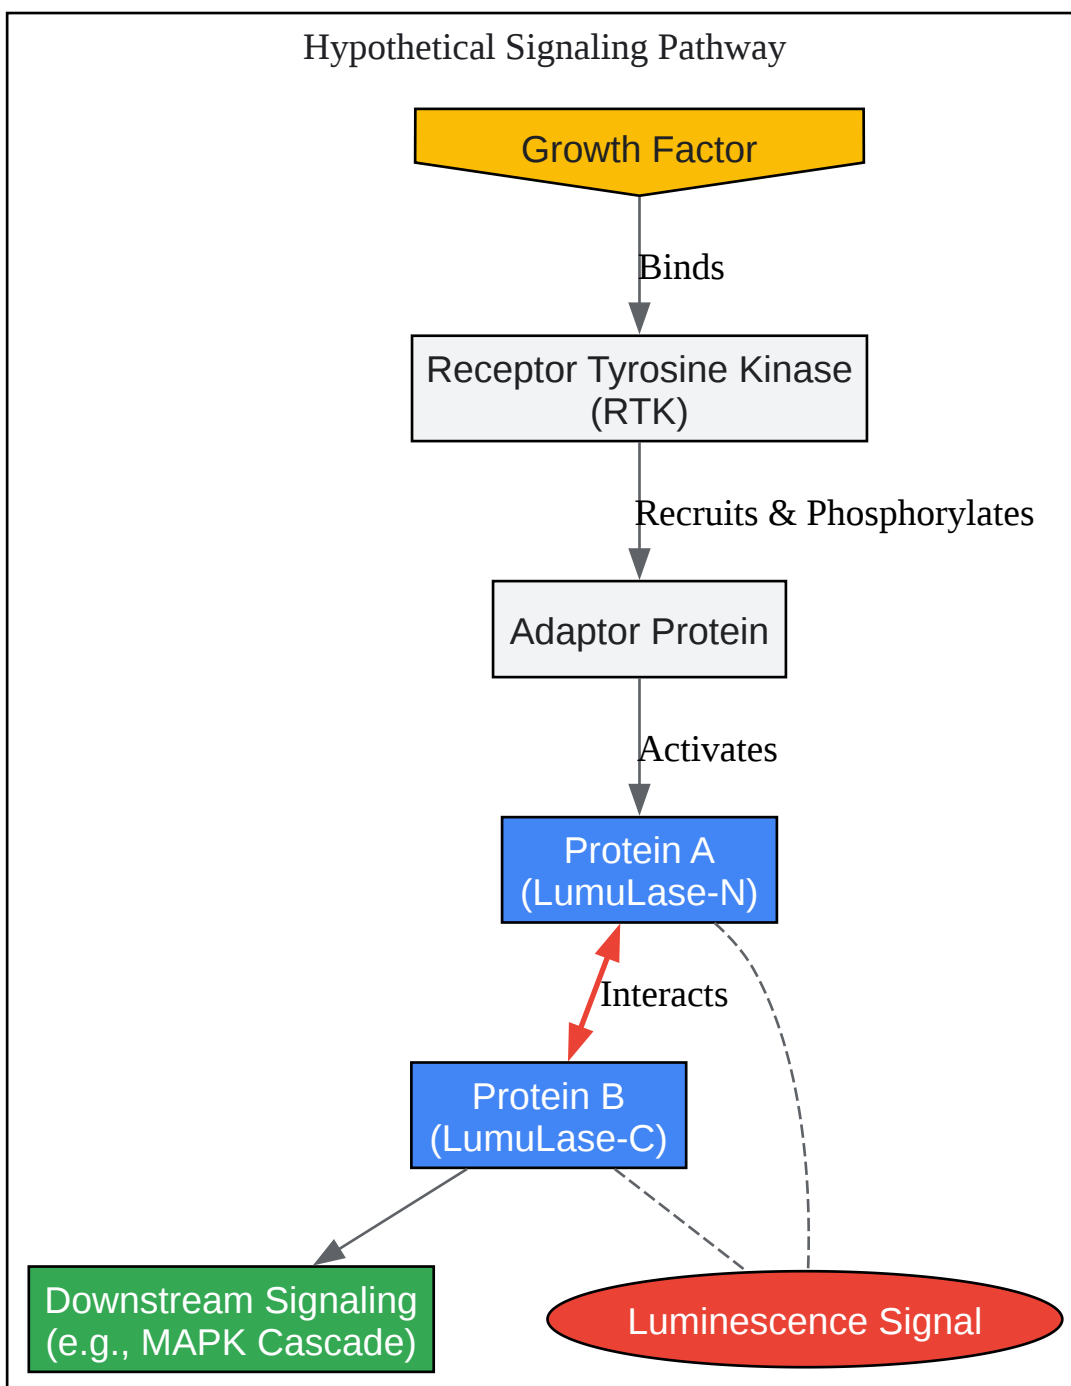 Hypothetical Signaling Pathway
Growth Factor
Binds
Receptor Tyrosine Kinase
(RTK)
Recruits & Phosphorylates
Adaptor Protein
Activates
Protein A
(LumuLase-N)
Interacts
Protein B
(LumuLase-C)
Downstream Signaling
(e.g., MAPK Cascade)
Luminescence Signal